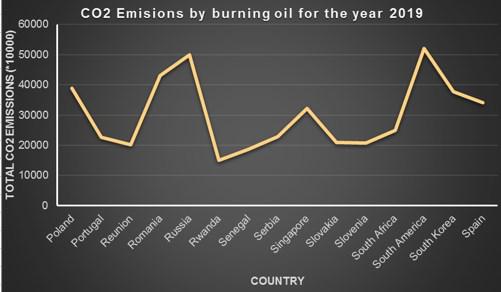 CO2 Emisions by burning oil for the year 2019
TOTAL CO2 EMISSIONS (*10000)
60000
50000
40000
30000
20000
10000
0
Poland
Portugal
Reunion
Romania
Russia
Rwanda
Senegal
Serbia
Singapore
Slovakia
Slovenia
South Africa
South America
South Korea
Spain
COUNTRY